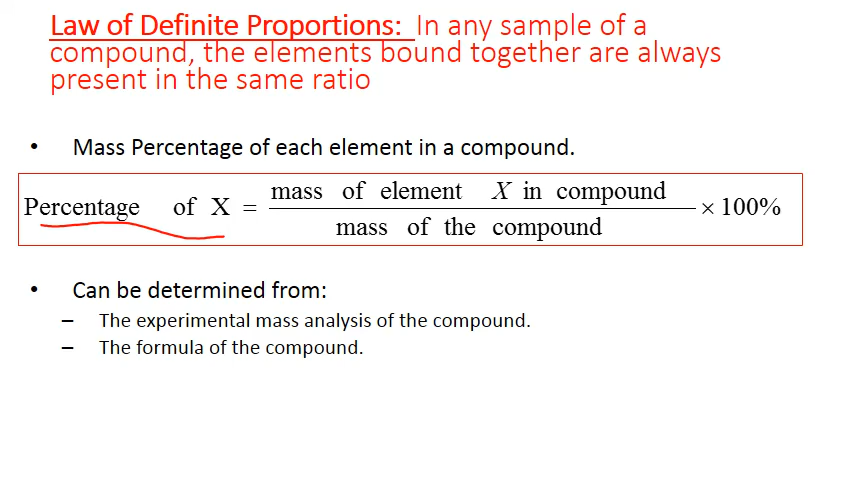 Law of Definite Proportions: In any sample of a
compound, the elements bound together are always
present in the same ratio
• Mass Percentage of each element in a compound.
Percentage of X = mass of element X in compound / mass of the compound × 100%
• Can be determined from:
– The experimental mass analysis of the compound.
– The formula of the compound.